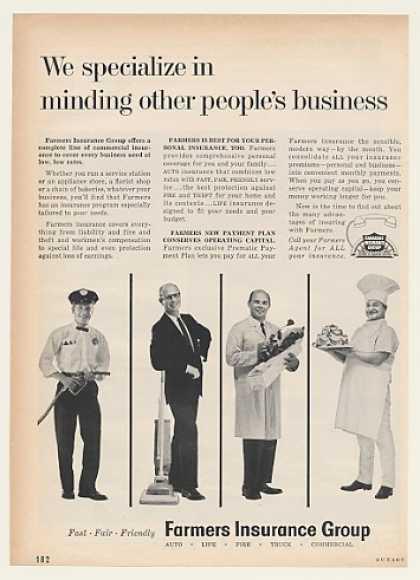 We specialize in
minding other people's business
Farmers Insurance Group offers a
complete line of commercial insur-
ance to cover every business need at
low, low rates.
Whether you run a service station
or an appliance store, a florist shop
or a chain of bakeries, whatever your
business, you'll find that Farmers
has an insurance program especially
tailored to your needs.
Farmers insurance covers every-
thing from liability and fire and
theft and workmen's compensation
to special life and even protection
against loss of earnings.
FARMERS IS BEST FOR YOUR PER-
SONAL INSURANCE, TOO. Farmers
provides comprehensive personal
coverage for you and your family...
AUTO insurance that combines low
rates with FAST, FAIR, FRIENDLY serv-
ice...the best protection against
FIRE and THEFT for your home and
its contents...LIFE insurance de-
signed to fit your needs and your
budget.
FARMERS NEW PAYMENT PLAN
CONSERVES OPERATING CAPITAL.
Farmers exclusive Prematic Pay-
ment Plan lets you pay for ALL your
Farmers insurance the sensible,
modern way—by the month. You
consolidate ALL your insurance
premiums—personal and business—
into convenient monthly payments.
When you pay as you go, you con-
serve operating capital—keep your
money working longer for you.
Now is the time to find out about
the many advan-
tages of insuring
with Farmers.
Call your Farmers
Agent for ALL
your insurance.
FARMERS
INSURANCE
GROUP
Fast · Fair · Friendly
Farmers Insurance Group
AUTO • LIFE • FIRE • TRUCK • COMMERCIAL
182
SUNSET